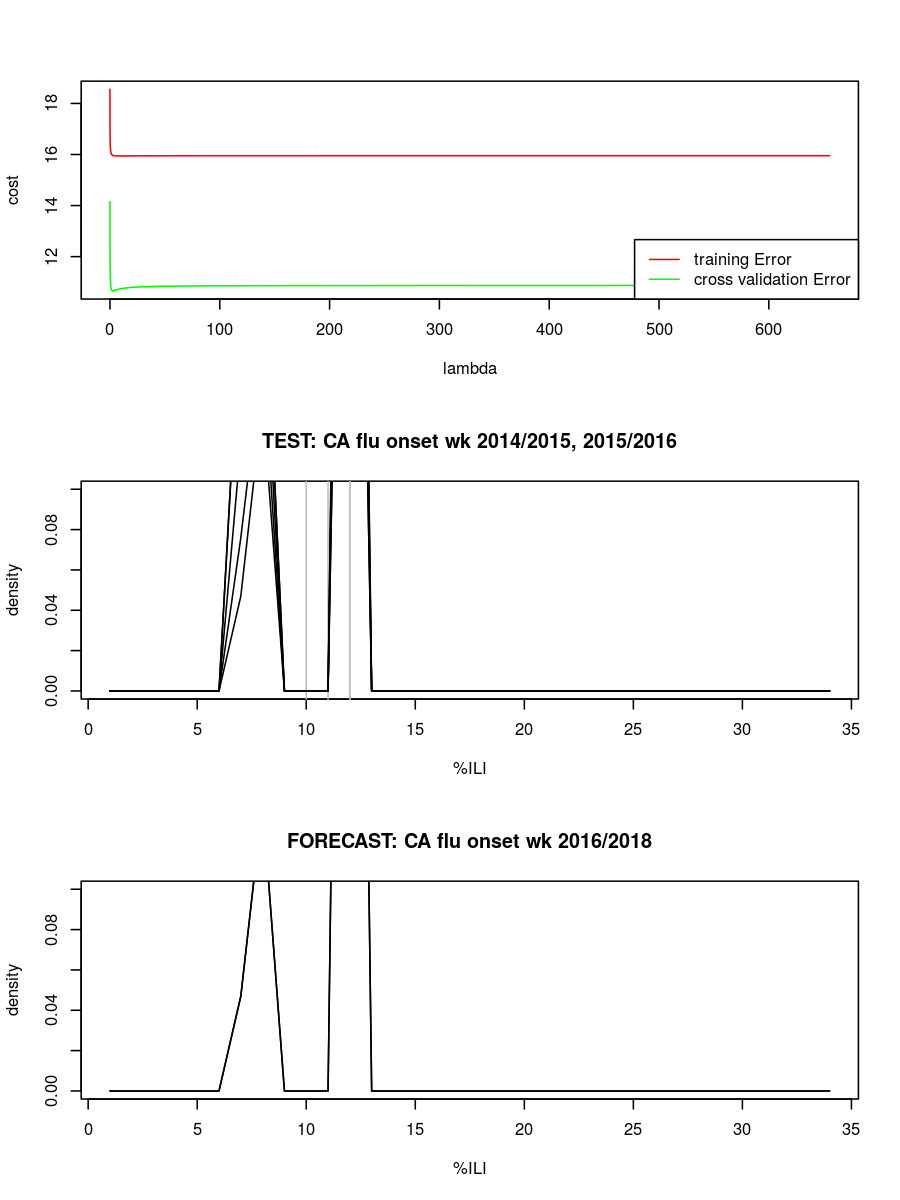 cost
18
16
14
12
training Error
cross validation Error
0 100 200 300 400 500 600
lambda
TEST: CA flu onset wk 2014/2015, 2015/2016
density
0.08
0.04
0.00
0 5 10 15 20 25 30 35
%ILI
FORECAST: CA flu onset wk 2016/2018
density
0.08
0.04
0.00
0 5 10 15 20 25 30 35
%ILI